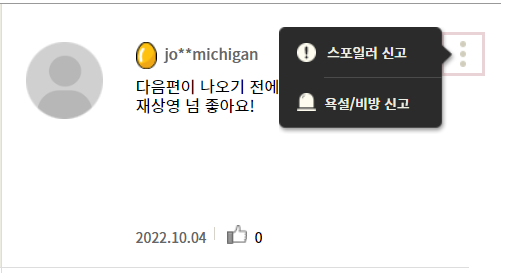 jo**michigan
스포일러 신고
다음편이 나오기 전에
재상영 넘 좋아요!
욕설/비방 신고
2022.10.04
0